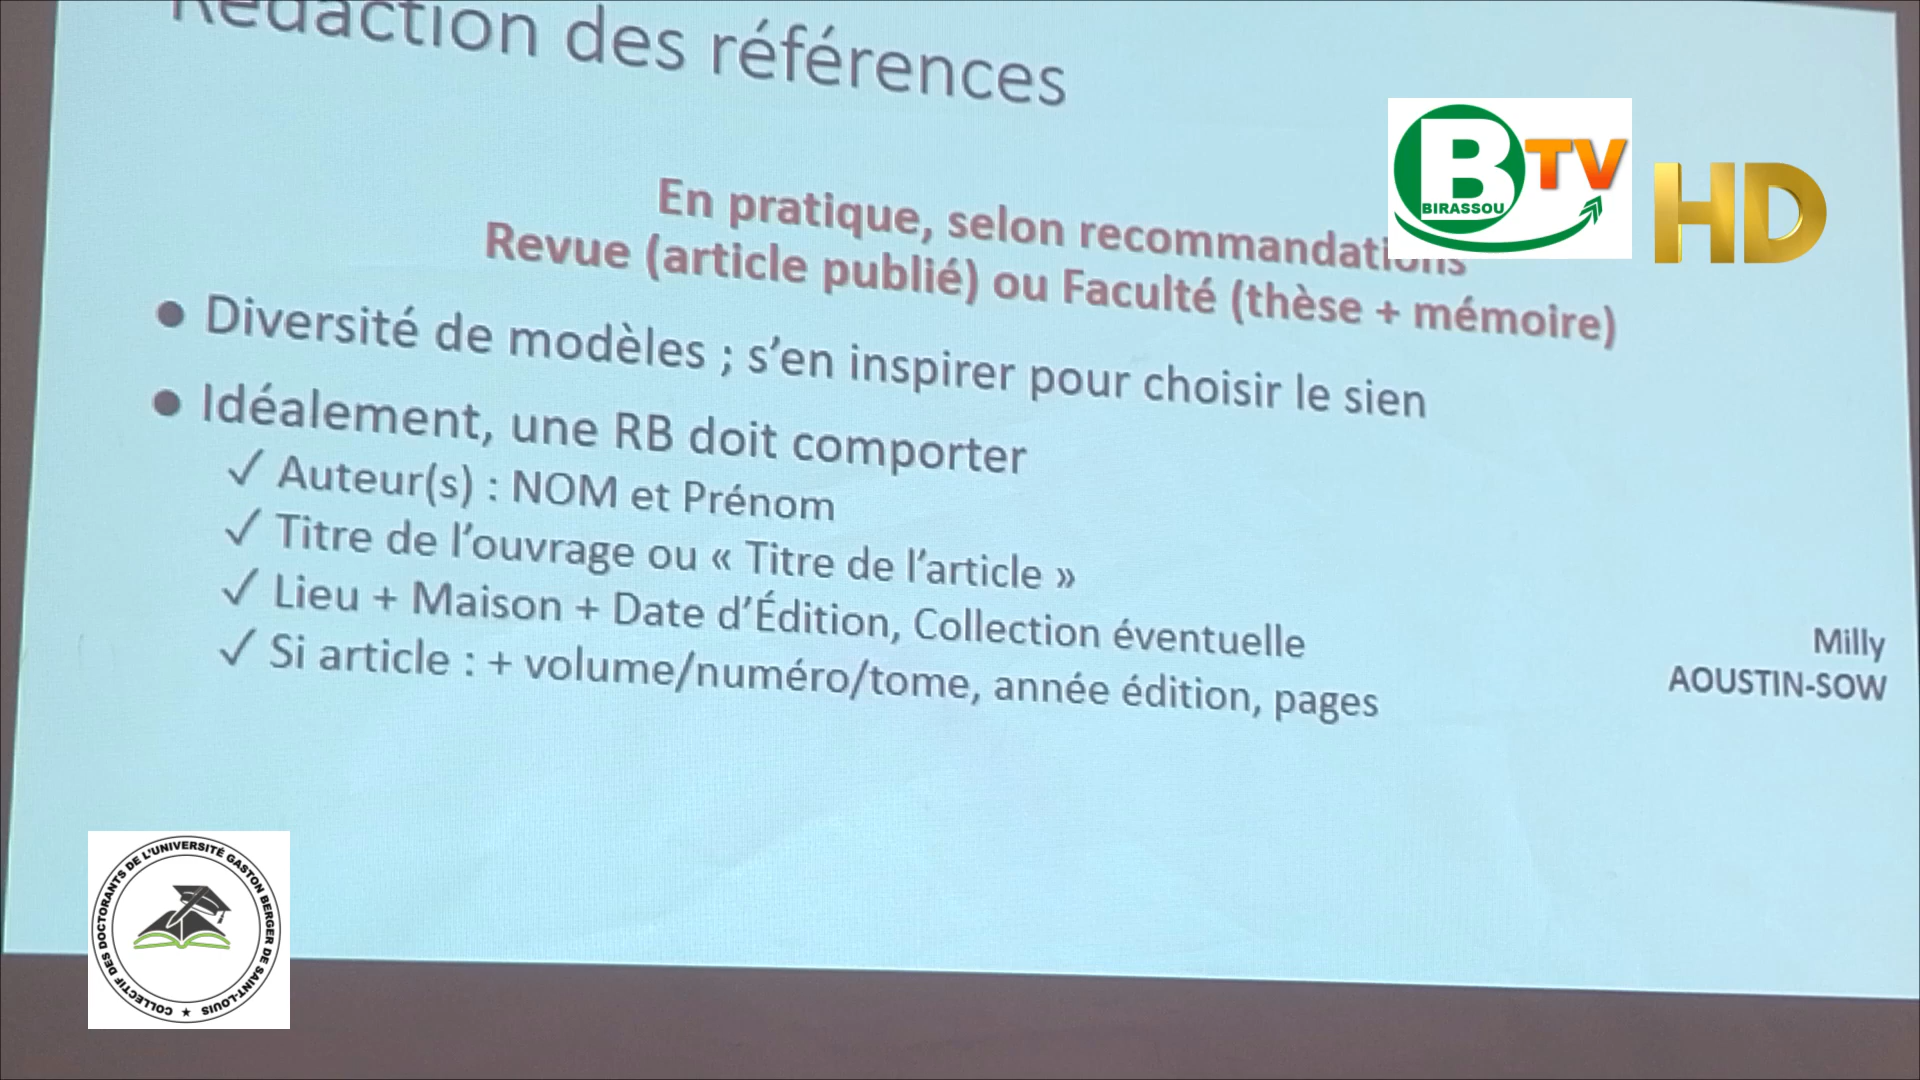 Rédaction des références
BTV
BIRASSOU
HD
En pratique, selon recommandations
Revue (article publié) ou Faculté (thèse + mémoire)
● Diversité de modèles ; s’en inspirer pour choisir le sien
● Idéalement, une RB doit comporter
✓ Auteur(s) : NOM et Prénom
✓ Titre de l’ouvrage ou « Titre de l’article »
✓ Lieu + Maison + Date d’Édition, Collection éventuelle
✓ Si article : + volume/numéro/tome, année édition, pages
Milly
AOUSTIN-SOW
COLLECTIF DES DOCTORANTS DE L'UNIVERSITÉ GASTON BERGER DE SAINT-LOUIS ★